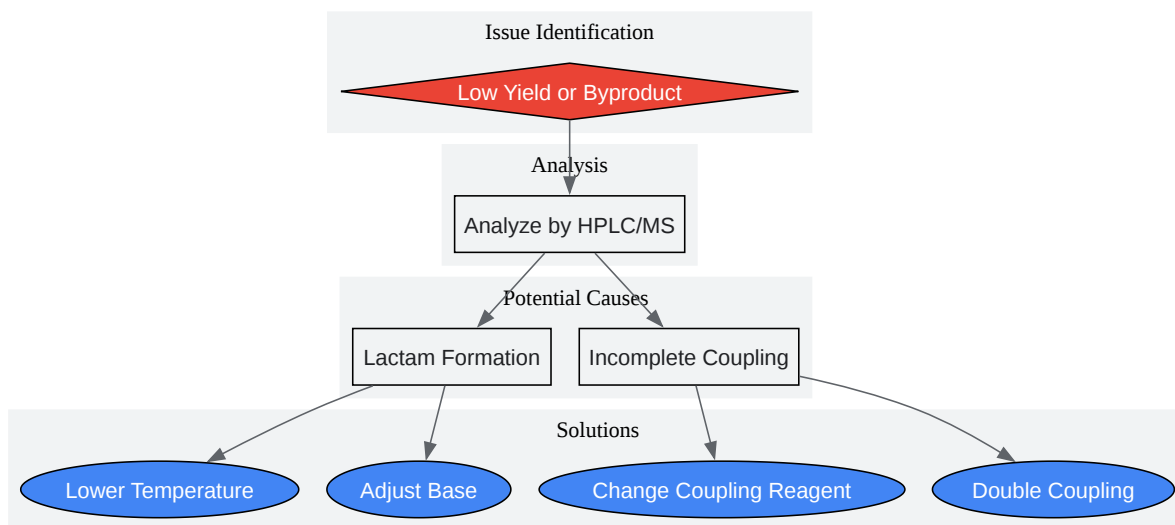 Issue Identification
Low Yield or Byproduct
Analysis
Analyze by HPLC/MS
Potential Causes
Lactam Formation
Incomplete Coupling
Solutions
Lower Temperature
Adjust Base
Change Coupling Reagent
Double Coupling